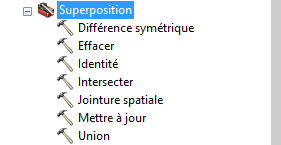 Superposition
Différence symétrique
Effacer
Identité
Intersecter
Jointure spatiale
Mettre à jour
Union